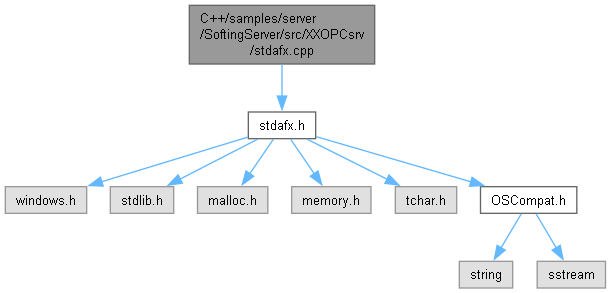 C++/samples/server
/SoftingServer/src/XXOPCsrv
/stdafx.cpp
stdafx.h
windows.h
stdlib.h
malloc.h
memory.h
tchar.h
OSCompat.h
string
sstream